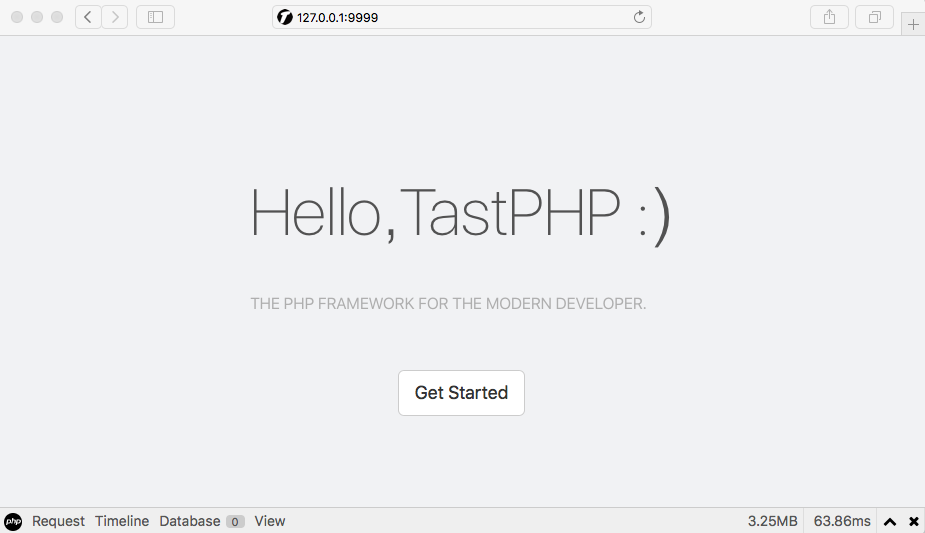 127.0.0.1:9999
Hello,TastPHP :)
THE PHP FRAMEWORK FOR THE MODERN DEVELOPER.
Get Started
php Request Timeline Database 0 View 3.25MB 63.86ms